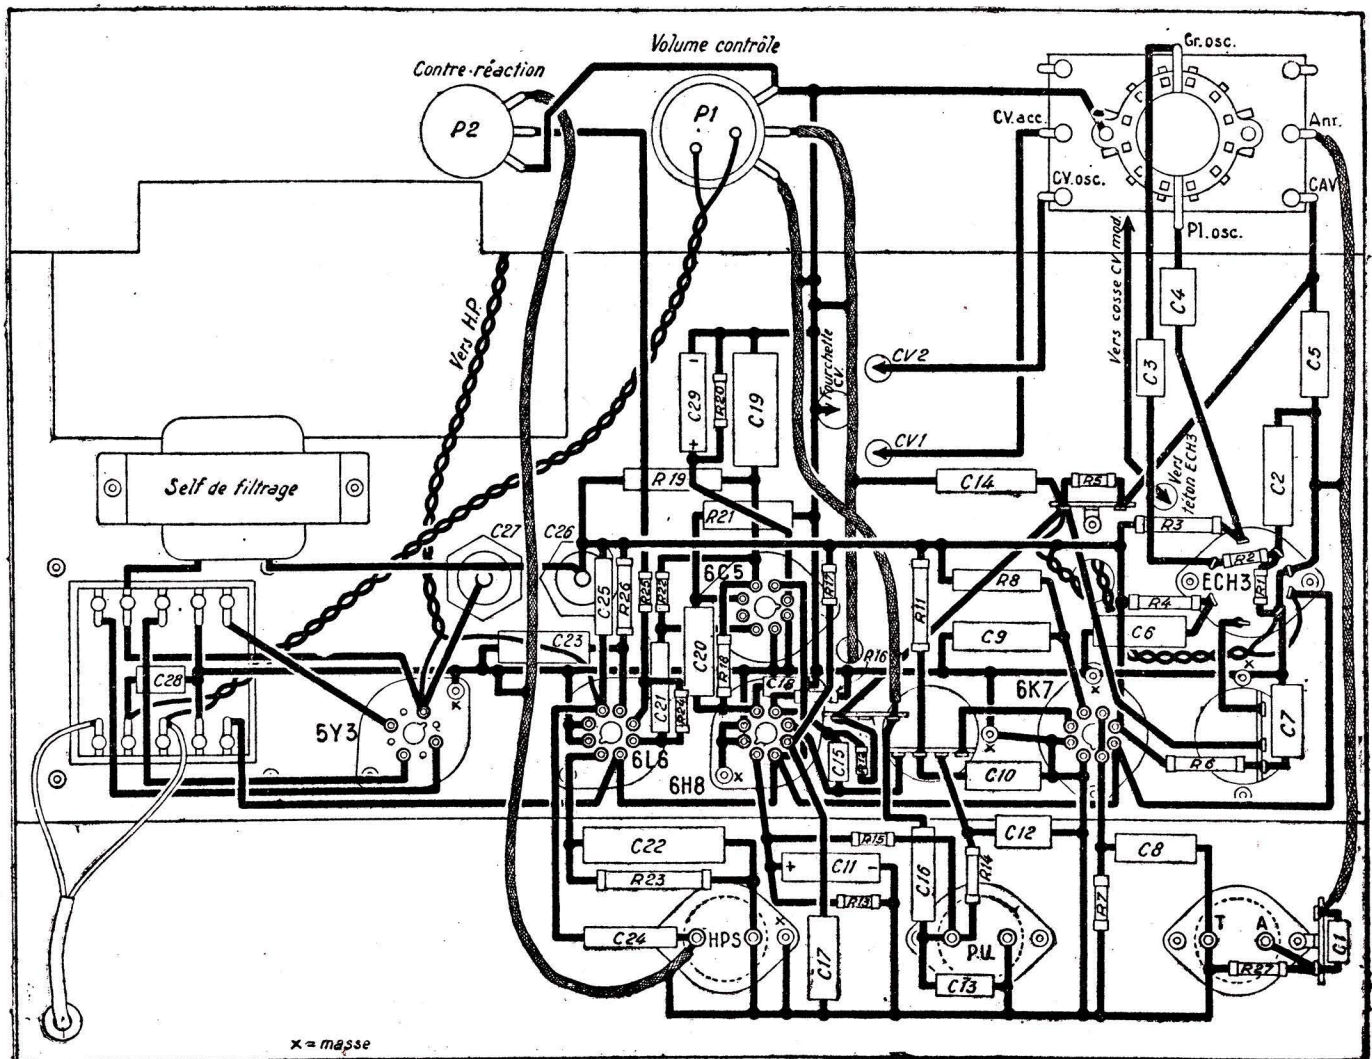 Volume contrôle
Contre-réaction
Gr.osc.
P2
P1
CV.acc.
Ant.
CV.osc.
CAV
Pl.osc.
Vers H.P.
Vers cosse CV mod.
C4
C3
C5
CV2
Fourchette
CV.
C29
R20
C19
CV1
Vers
téton ECH3
C2
Self de filtrage
R19
C14
R5
R21
R3
C27
C26
6C5
R2
ECH3
R1
C25
R26
R25
R22
R17
R11
R8
R4
C6
C9
C23
C20
R18
R16
C28
C18
6K7
5Y3
C21
R24
C7
6L6
6H8
C15
R12
C10
R6
C22
R15
C12
C8
R23
C11
R14
C16
R13
R7
C24
HPS
C17
P.U.
C13
T
A
C1
R27
x = masse